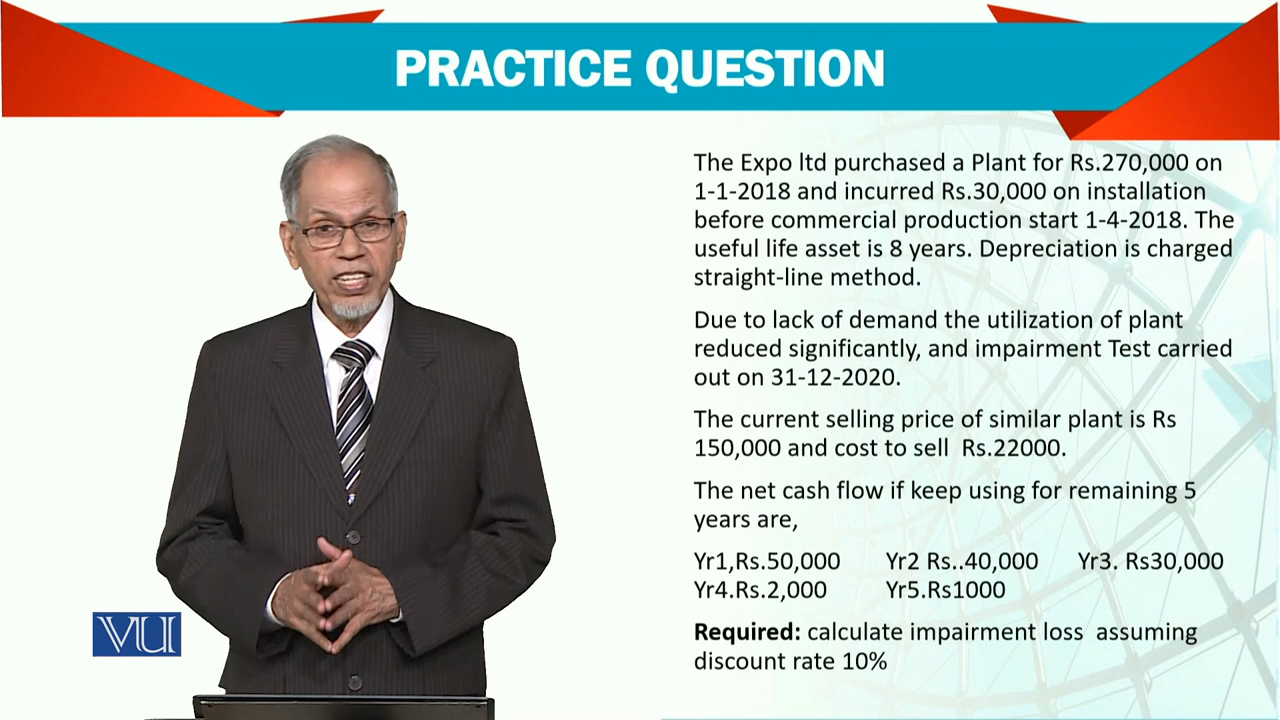 PRACTICE QUESTION
The Expo ltd purchased a Plant for Rs.270,000 on
1-1-2018 and incurred Rs.30,000 on installation
before commercial production start 1-4-2018. The
useful life asset is 8 years. Depreciation is charged
straight-line method.
Due to lack of demand the utilization of plant
reduced significantly, and impairment Test carried
out on 31-12-2020.
The current selling price of similar plant is Rs
150,000 and cost to sell Rs.22000.
The net cash flow if keep using for remaining 5
years are,
Yr1,Rs.50,000 Yr2 Rs..40,000 Yr3. Rs30,000
Yr4.Rs.2,000 Yr5.Rs1000
Required: calculate impairment loss assuming
discount rate 10%
VU